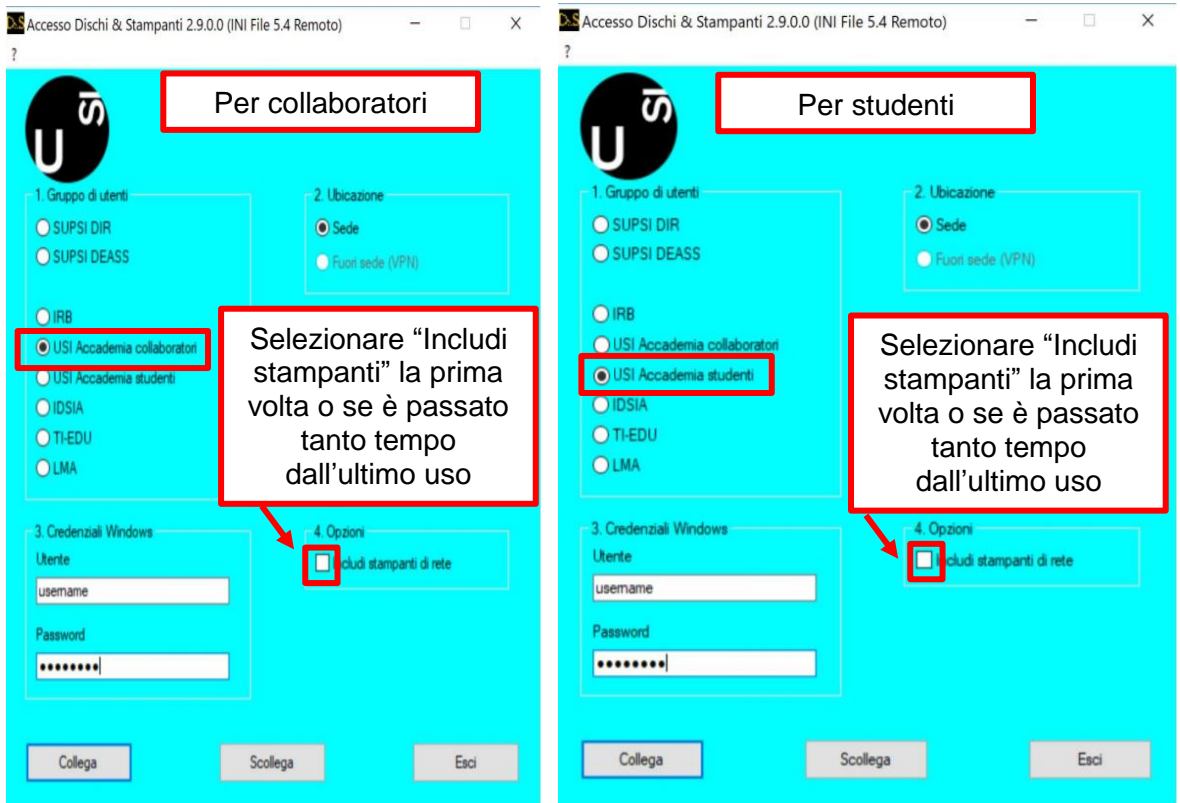 D&S Accesso Dischi & Stampanti 2.9.0.0 (INI File 5.4 Remoto)
?
USI
Per collaboratori
1. Gruppo di utenti
SUPSI DIR
SUPSI DEASS
IRB
USI Accademia collaboratori
USI Accademia studenti
IDSIA
TI-EDU
LMA
2. Ubicazione
Sede
Fuori sede (VPN)
Selezionare “Includi
stampanti” la prima
volta o se è passato
tanto tempo
dall’ultimo uso
3. Credenziali Windows
Utente
username
Password
4. Opzioni
Includi stampanti di rete
Collega
Scollega
Esci
D&S Accesso Dischi & Stampanti 2.9.0.0 (INI File 5.4 Remoto)
?
USI
Per studenti
1. Gruppo di utenti
SUPSI DIR
SUPSI DEASS
IRB
USI Accademia collaboratori
USI Accademia studenti
IDSIA
TI-EDU
LMA
2. Ubicazione
Sede
Fuori sede (VPN)
Selezionare “Includi
stampanti” la prima
volta o se è passato
tanto tempo
dall’ultimo uso
3. Credenziali Windows
Utente
username
Password
4. Opzioni
Includi stampanti di rete
Collega
Scollega
Esci